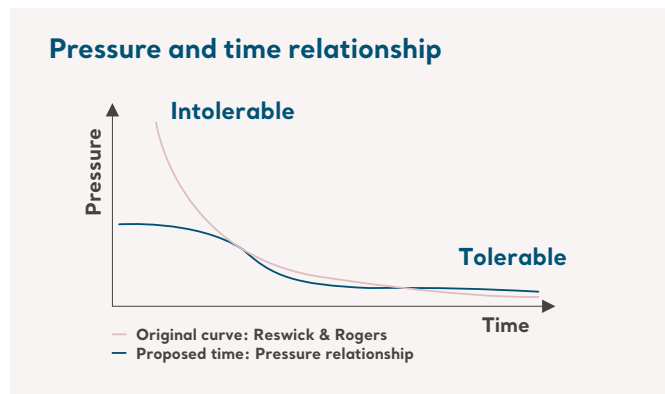 Pressure and time relationship
Intolerable
Pressure
Tolerable
Time
Original curve: Reswick & Rogers
Proposed time: Pressure relationship